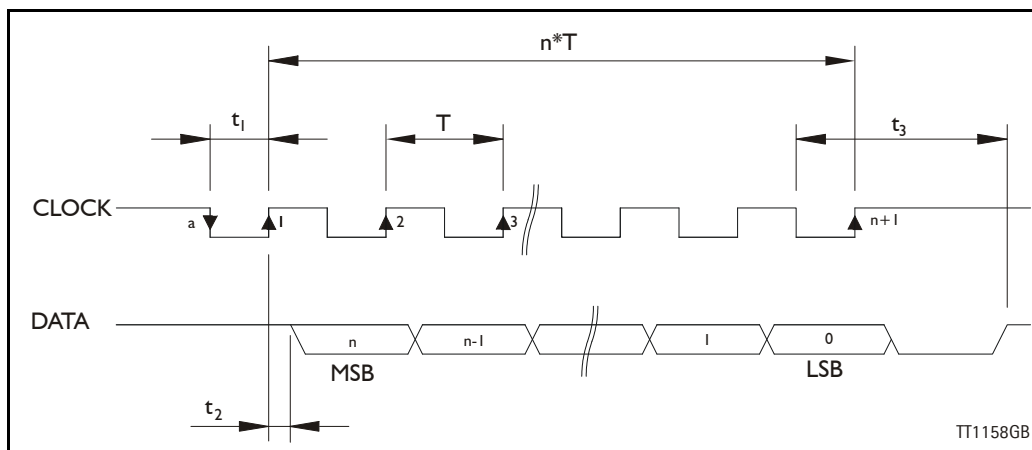 n*T
t1
T
t3
CLOCK
a
1
2
3
n+1
DATA
n
n-1
1
0
MSB
LSB
t2
TT1158GB